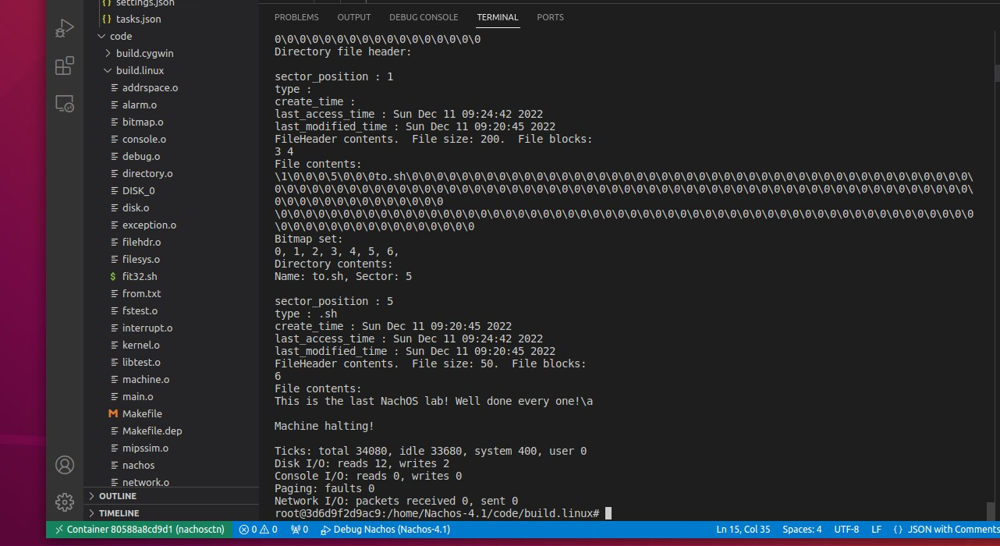 settings.json
tasks.json
code
build.cygwin
build.linux
addrspace.o
alarm.o
bitmap.o
console.o
debug.o
directory.o
DISK_0
disk.o
exception.o
filehdr.o
filesys.o
fit32.sh
from.txt
fstest.o
interrupt.o
kernel.o
libtest.o
machine.o
main.o
Makefile
Makefile.dep
mipssim.o
nachos
network.o
OUTLINE
TIMELINE
PROBLEMS OUTPUT DEBUG CONSOLE TERMINAL PORTS
0\0\0\0\0\0\0\0\0\0\0\0\0\0\0\0\0
Directory file header:
sector_position : 1
type :
create_time :
last_access_time : Sun Dec 11 09:24:42 2022
last_modified_time : Sun Dec 11 09:20:45 2022
FileHeader contents.  File size: 200.  File blocks:
3 4
File contents:
\1\0\0\0\5\0\0\0to.sh\0\0\0\0\0\0\0\0\0\0\0\0\0\0\0\0\0\0\0\0\0\0\0\0\0\0\0\0\0\0\0\0\0\0\0\0\0\0\0\0\0\0\0\0\0\
0\0\0\0\0\0\0\0\0\0\0\0\0\0\0\0\0\0\0\0\0\0\0\0\0\0\0\0\0\0\0\0\0\0\0\0\0\0\0\0\0\0\0\0\0\0\0\0\0\0\0\0\0\0\0\0\
0\0\0\0\0\0\0\0\0\0\0\0\0\0
\0\0\0\0\0\0\0\0\0\0\0\0\0\0\0\0\0\0\0\0\0\0\0\0\0\0\0\0\0\0\0\0\0\0\0\0\0\0\0\0\0\0\0\0\0\0\0\0\0\0\0\0\0\0\0\0
\0\0\0\0\0\0\0\0\0\0\0\0\0\0\0\0
Bitmap set:
0, 1, 2, 3, 4, 5, 6,
Directory contents:
Name: to.sh, Sector: 5
sector_position : 5
type : .sh
create_time : Sun Dec 11 09:20:45 2022
last_access_time : Sun Dec 11 09:24:42 2022
last_modified_time : Sun Dec 11 09:20:45 2022
FileHeader contents.  File size: 50.  File blocks:
6
File contents:
This is the last NachOS lab! Well done every one!\a
Machine halting!
Ticks: total 34080, idle 33680, system 400, user 0
Disk I/O: reads 12, writes 2
Console I/O: reads 0, writes 0
Paging: faults 0
Network I/O: packets received 0, sent 0
root@3d6d9f2d9ac9:/home/Nachos-4.1/code/build.linux#
Container 80588a8cd9d1 (nachosctn) 0 0 0 Debug Nachos (Nachos-4.1) Ln 15, Col 35 Spaces: 4 UTF-8 LF {} JSON with Comments